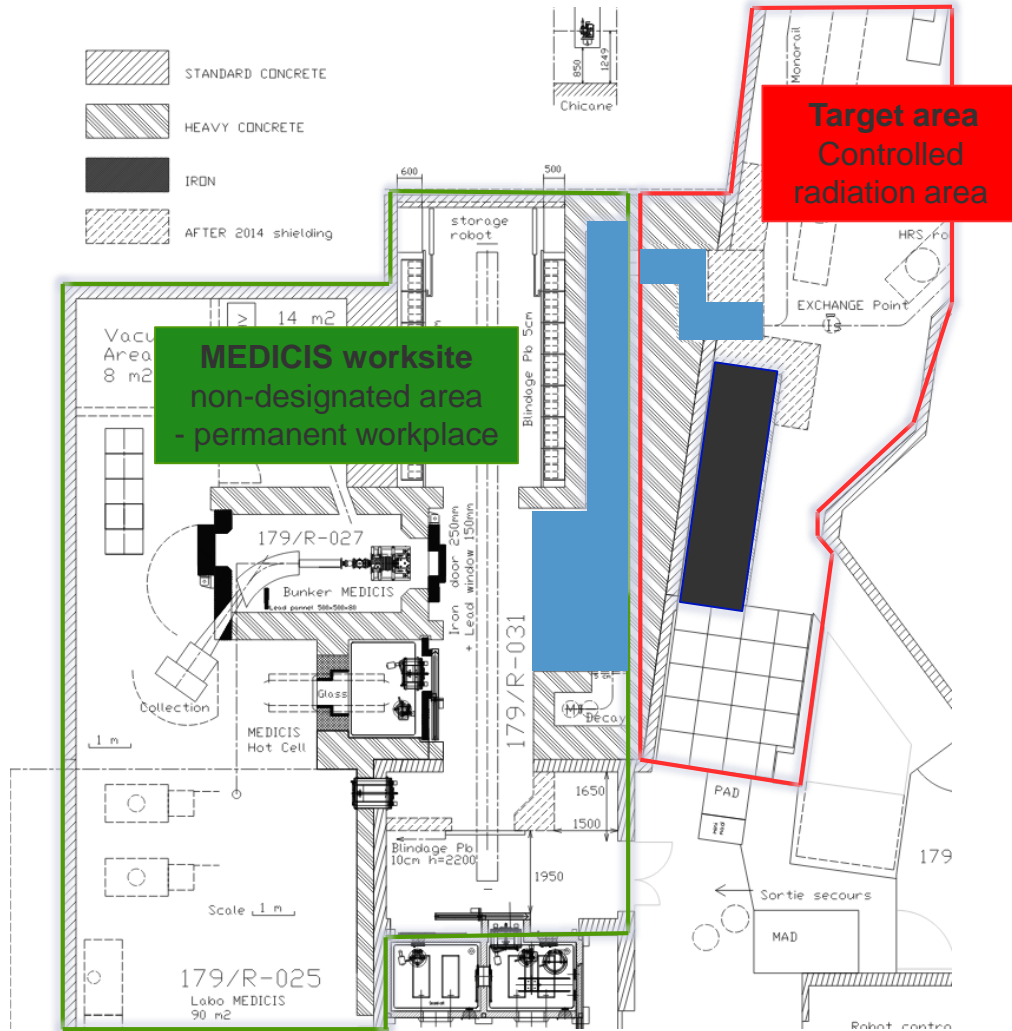 STANDARD CONCRETE
HEAVY CONCRETE
IRON
AFTER 2014 shielding
850
1249
Chicane
Monorail
Target area
Controlled
radiation area
HRS ro
EXCHANGE Point
Is
600
500
storage
robot
Vacu
Area
8 m2
14 m2
MEDICIS worksite
non-designated area
- permanent workplace
Blindage Pb 5cm
179/R-027
Bunker MEDICIS
Lead pannel 500x500x80
Iron door 250mm
+ Lead window 150mm
179/R-031
Glass
Collection
1 m
MEDICIS
Hot Cell
Decay
1650
1500
Blindage Pb
10cm h=2200
1950
Scale 1 m
179/R-025
Labo MEDICIS
90 m2
PAD
179
Sortie secours
MAD
Robot contro